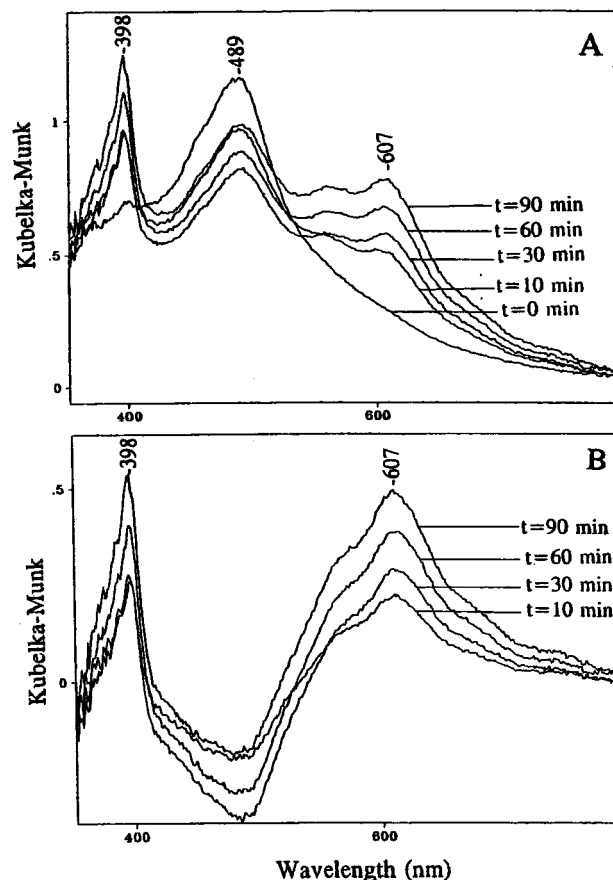 -398
-489
A
-607
Kubelka-Munk
1
.5
0
t=90 min
t=60 min
t=30 min
t=10 min
t=0 min
400
600
-398
-607
B
Kubelka-Munk
.5
0
t=90 min
t=60 min
t=30 min
t=10 min
400
600
Wavelength (nm)